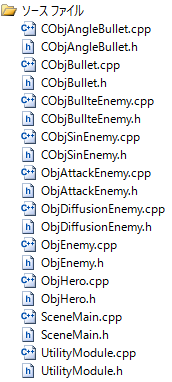 ソース ファイル
CObjAngleBullet.cpp
CObjAngleBullet.h
CObjBullet.cpp
CObjBullet.h
CObjBullteEnemy.cpp
CObjBullteEnemy.h
CObjSinEnemy.cpp
CObjSinEnemy.h
ObjAttackEnemy.cpp
ObjAttackEnemy.h
ObjDiffusionEnemy.cpp
ObjDiffusionEnemy.h
ObjEnemy.cpp
ObjEnemy.h
ObjHero.cpp
ObjHero.h
SceneMain.cpp
SceneMain.h
UtilityModule.cpp
UtilityModule.h